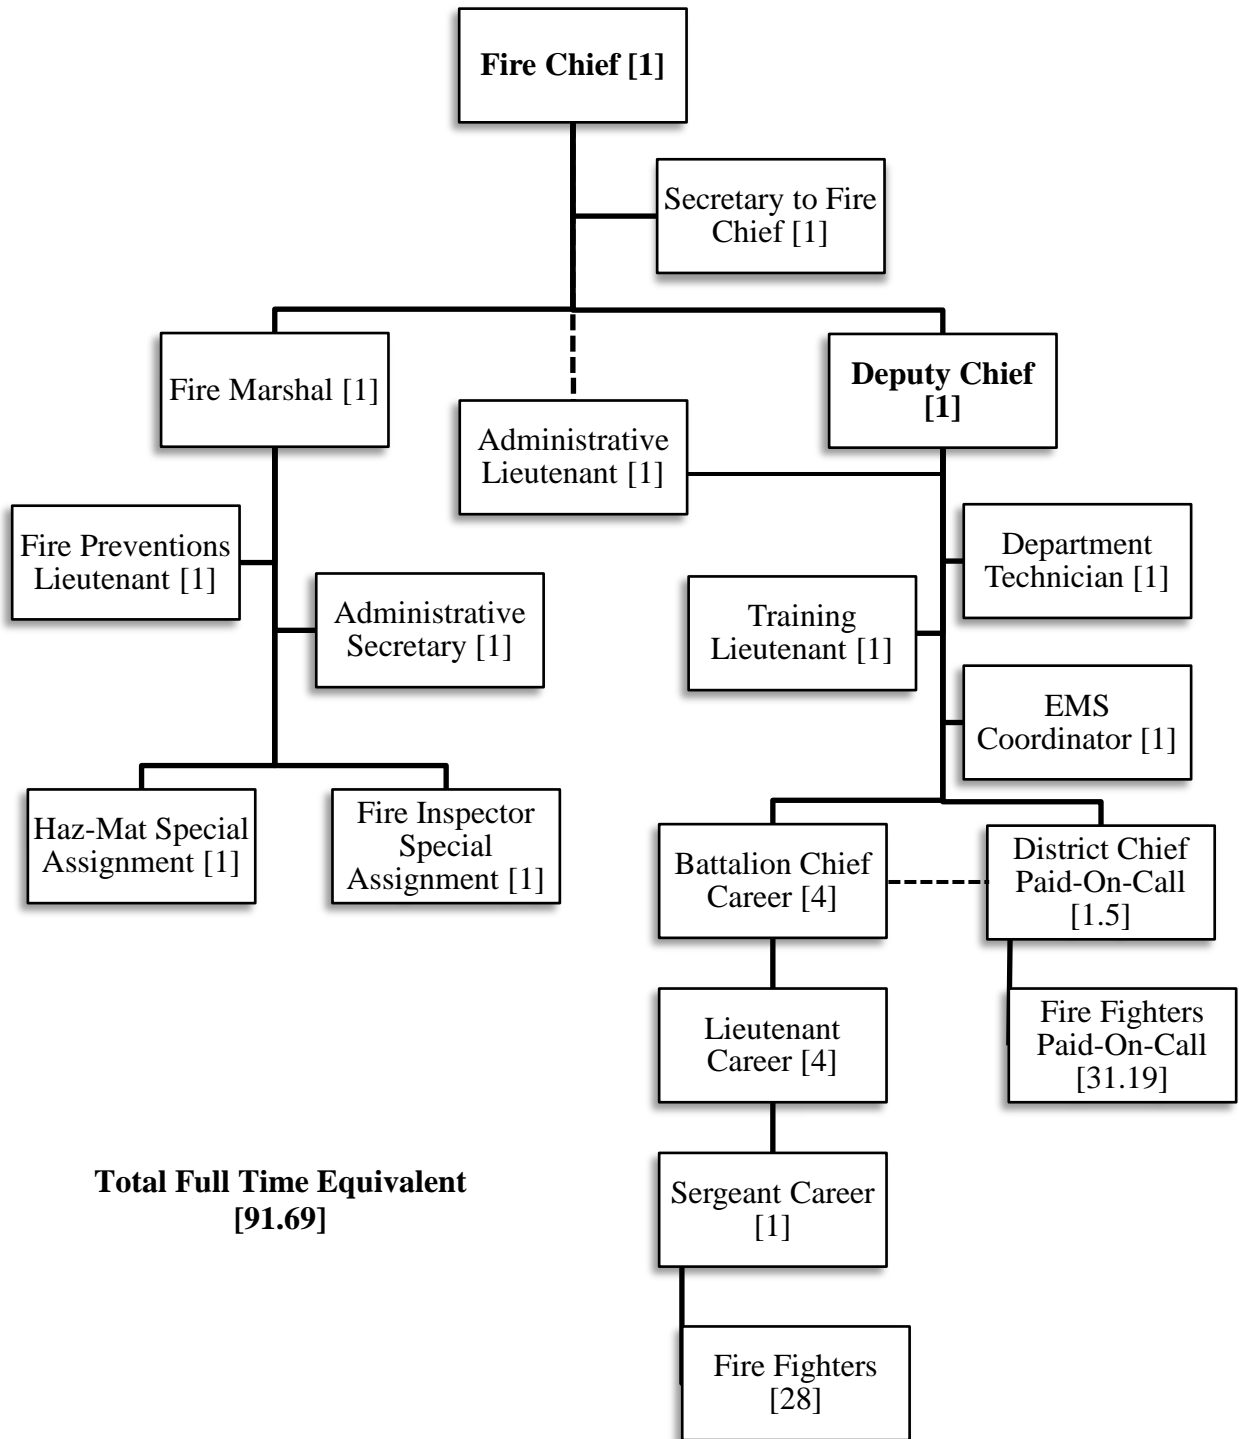 Fire Chief [1]
Secretary to Fire
Chief [1]
Fire Marshal [1]
Deputy Chief
[1]
Administrative
Lieutenant [1]
Fire Preventions
Lieutenant [1]
Administrative
Secretary [1]
Department
Technician [1]
Training
Lieutenant [1]
EMS
Coordinator [1]
Haz-Mat Special
Assignment [1]
Fire Inspector
Special
Assignment [1]
Battalion Chief
Career [4]
District Chief
Paid-On-Call
[1.5]
Lieutenant
Career [4]
Fire Fighters
Paid-On-Call
[31.19]
Sergeant Career
[1]
Fire Fighters
[28]
Total Full Time Equivalent
[91.69]